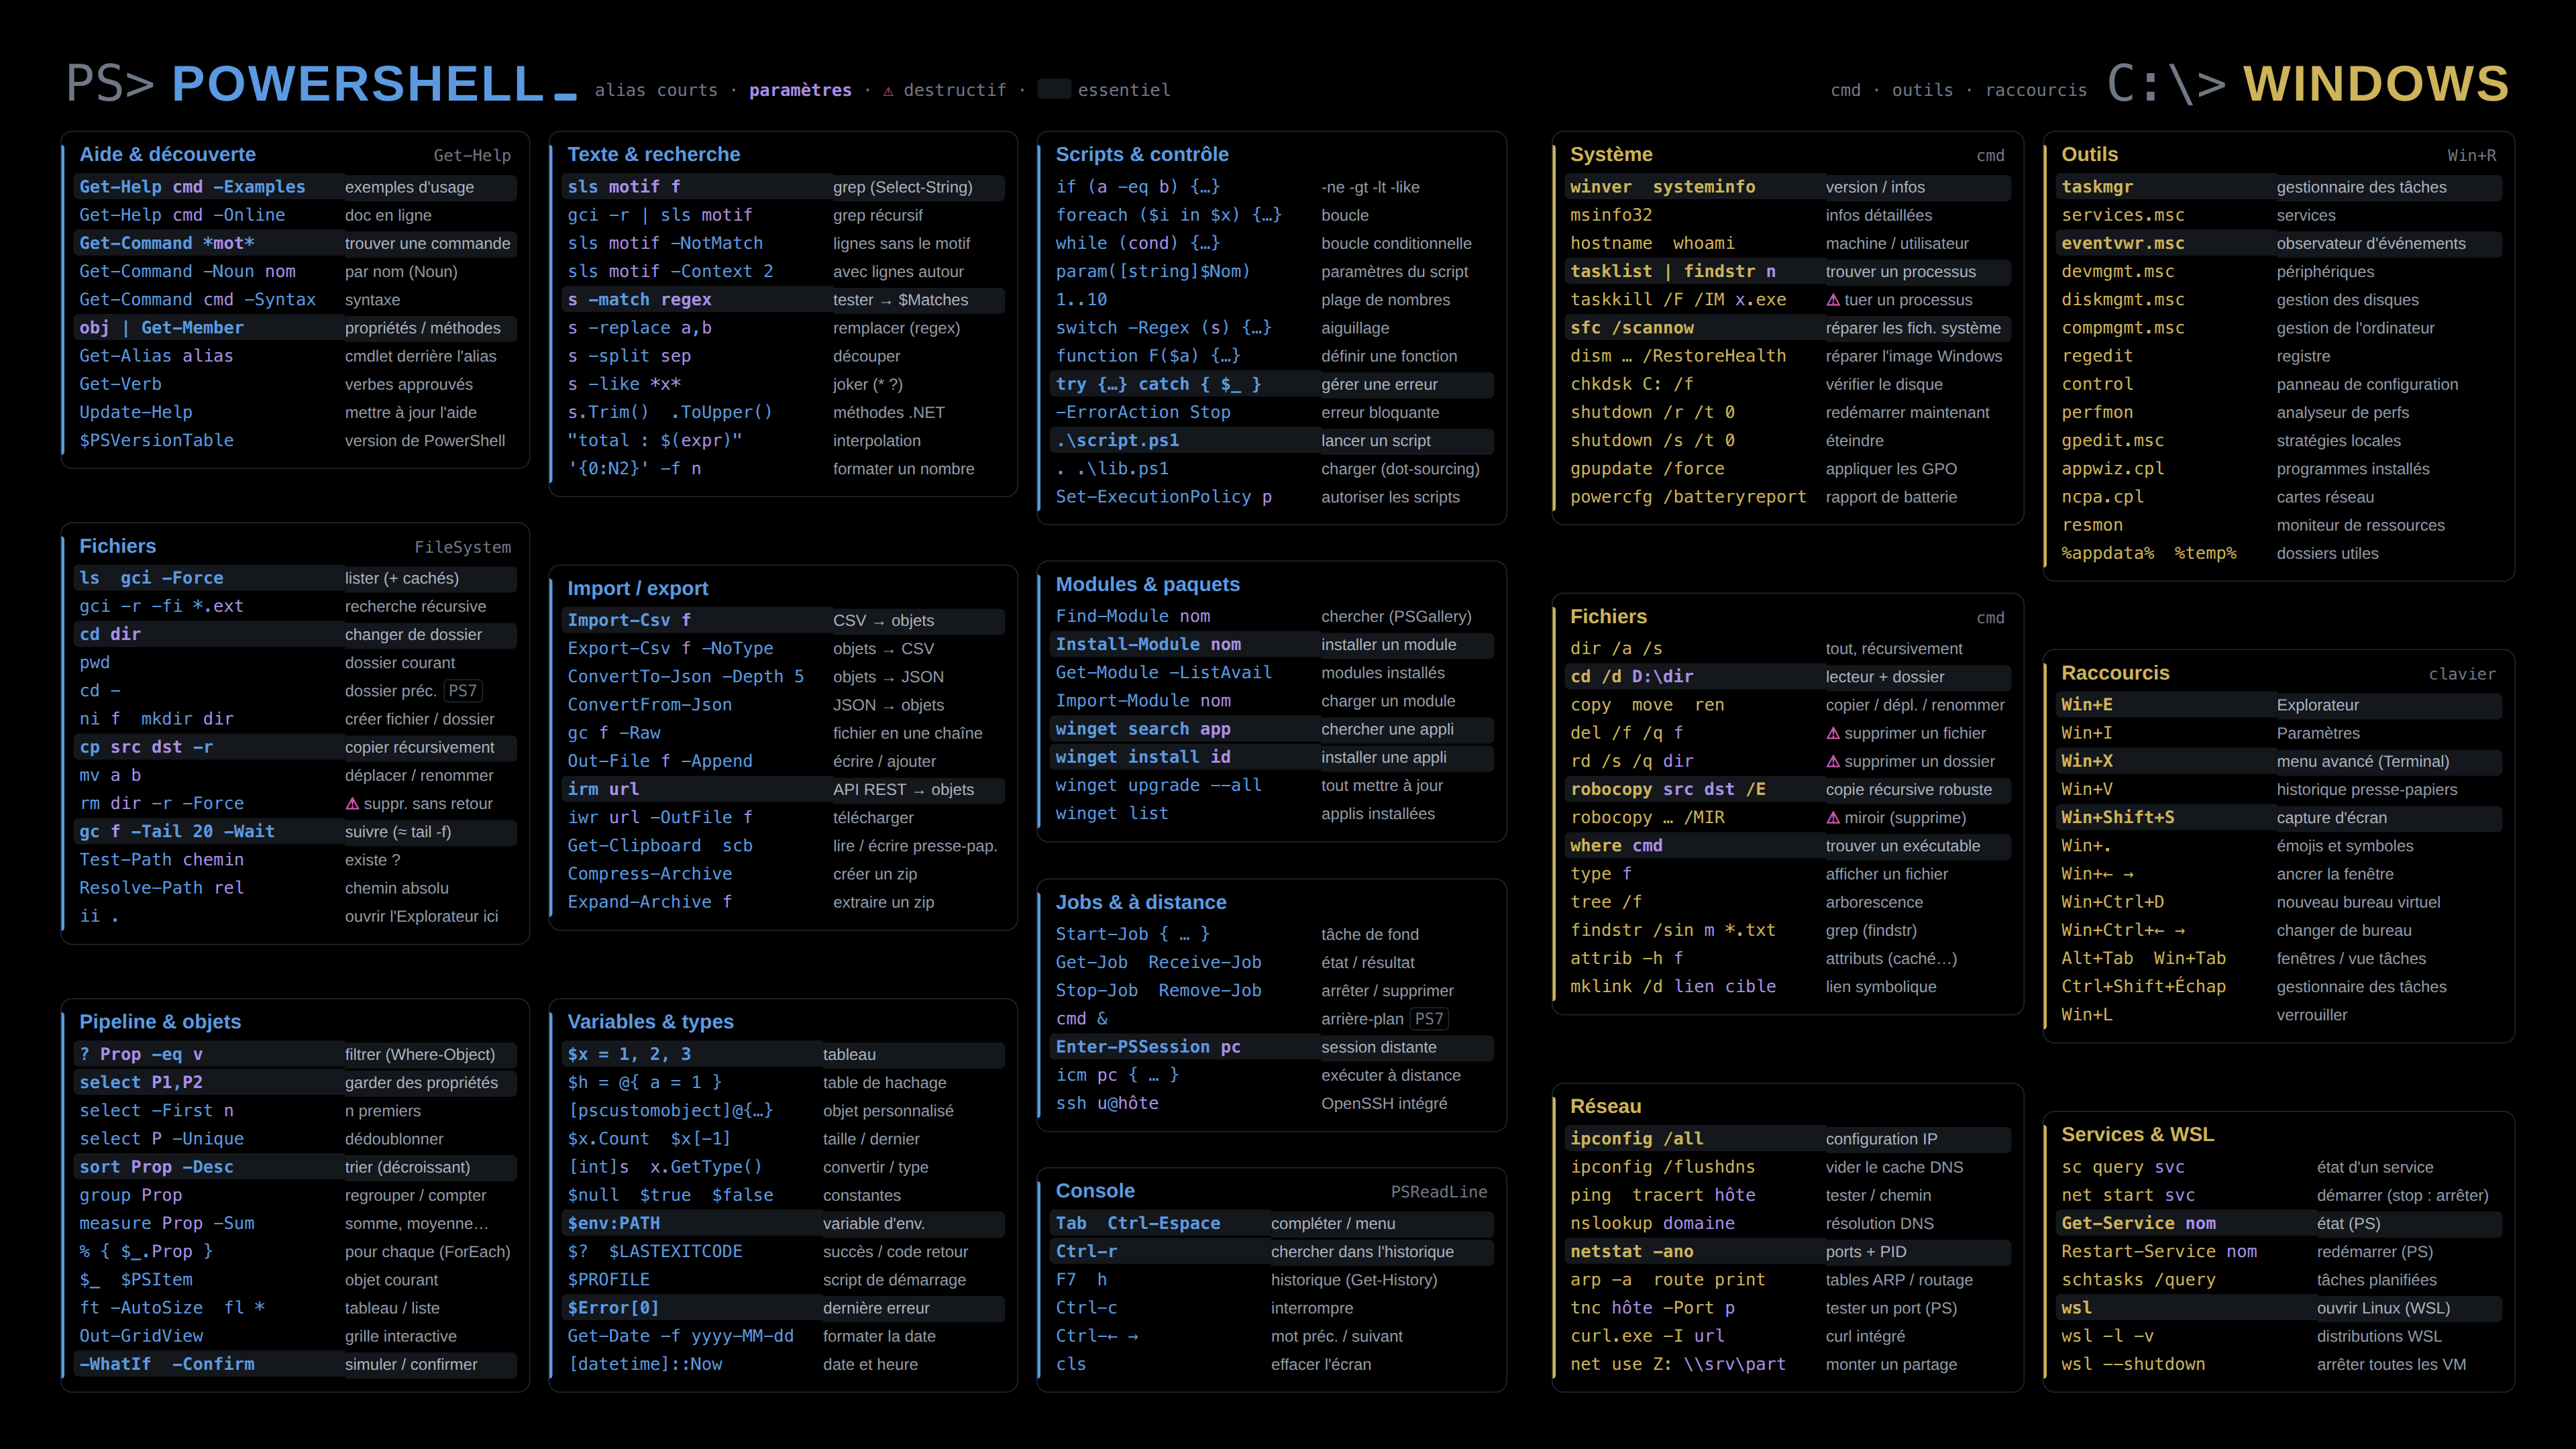 PS> POWERSHELL_ alias courts · paramètres · ⚠ destructif · essentiel
cmd · outils · raccourcis C:\> WINDOWS
Aide & découverte Get-Help
Get-Help cmd -Examples exemples d'usage
Get-Help cmd -Online doc en ligne
Get-Command *mot* trouver une commande
Get-Command -Noun nom par nom (Noun)
Get-Command cmd -Syntax syntaxe
obj | Get-Member propriétés / méthodes
Get-Alias alias cmdlet derrière l'alias
Get-Verb verbes approuvés
Update-Help mettre à jour l'aide
$PSVersionTable version de PowerShell
Fichiers FileSystem
ls gci -Force lister (+ cachés)
gci -r -fi *.ext recherche récursive
cd dir changer de dossier
pwd dossier courant
cd - dossier préc. PS7
ni f mkdir dir créer fichier / dossier
cp src dst -r copier récursivement
mv a b déplacer / renommer
rm dir -r -Force ⚠ suppr. sans retour
gc f -Tail 20 -Wait suivre (≈ tail -f)
Test-Path chemin existe ?
Resolve-Path rel chemin absolu
ii . ouvrir l'Explorateur ici
Pipeline & objets
? Prop -eq v filtrer (Where-Object)
select P1,P2 garder des propriétés
select -First n n premiers
select P -Unique dédoublonner
sort Prop -Desc trier (décroissant)
group Prop regrouper / compter
measure Prop -Sum somme, moyenne…
% { $_.Prop } pour chaque (ForEach)
$_ $PSItem objet courant
ft -AutoSize fl * tableau / liste
Out-GridView grille interactive
-WhatIf -Confirm simuler / confirmer
Texte & recherche
sls motif f grep (Select-String)
gci -r | sls motif grep récursif
sls motif -NotMatch lignes sans le motif
sls motif -Context 2 avec lignes autour
s -match regex tester → $Matches
s -replace a,b remplacer (regex)
s -split sep découper
s -like *x* joker (* ?)
s.Trim() .ToUpper() méthodes .NET
"total : $(expr)" interpolation
'{0:N2}' -f n formater un nombre
Import / export
Import-Csv f CSV → objets
Export-Csv f -NoType objets → CSV
ConvertTo-Json -Depth 5 objets → JSON
ConvertFrom-Json JSON → objets
gc f -Raw fichier en une chaîne
Out-File f -Append écrire / ajouter
irm url API REST → objets
iwr url -OutFile f télécharger
Get-Clipboard scb lire / écrire presse-pap.
Compress-Archive créer un zip
Expand-Archive f extraire un zip
Variables & types
$x = 1, 2, 3 tableau
$h = @{ a = 1 } table de hachage
[pscustomobject]@{…} objet personnalisé
$x.Count $x[-1] taille / dernier
[int]s x.GetType() convertir / type
$null $true $false constantes
$env:PATH variable d'env.
$? $LASTEXITCODE succès / code retour
$PROFILE script de démarrage
$Error[0] dernière erreur
Get-Date -f yyyy-MM-dd formater la date
[datetime]::Now date et heure
Scripts & contrôle
if (a -eq b) {…} -ne -gt -lt -like
foreach ($i in $x) {…} boucle
while (cond) {…} boucle conditionnelle
param([string]$Nom) paramètres du script
1..10 plage de nombres
switch -Regex (s) {…} aiguillage
function F($a) {…} définir une fonction
try {…} catch { $_ } gérer une erreur
-ErrorAction Stop erreur bloquante
.\script.ps1 lancer un script
. .\lib.ps1 charger (dot-sourcing)
Set-ExecutionPolicy p autoriser les scripts
Modules & paquets
Find-Module nom chercher (PSGallery)
Install-Module nom installer un module
Get-Module -ListAvail modules installés
Import-Module nom charger un module
winget search app chercher une appli
winget install id installer une appli
winget upgrade --all tout mettre à jour
winget list applis installées
Jobs & à distance
Start-Job { … } tâche de fond
Get-Job Receive-Job état / résultat
Stop-Job Remove-Job arrêter / supprimer
cmd & arrière-plan PS7
Enter-PSSession pc session distante
icm pc { … } exécuter à distance
ssh u@hôte OpenSSH intégré
Console PSReadLine
Tab Ctrl-Espace compléter / menu
Ctrl-r chercher dans l'historique
F7 h historique (Get-History)
Ctrl-c interrompre
Ctrl-← → mot préc. / suivant
cls effacer l'écran
Système cmd
winver systeminfo version / infos
msinfo32 infos détaillées
hostname whoami machine / utilisateur
tasklist | findstr n trouver un processus
taskkill /F /IM x.exe ⚠ tuer un processus
sfc /scannow réparer les fich. système
dism … /RestoreHealth réparer l'image Windows
chkdsk C: /f vérifier le disque
shutdown /r /t 0 redémarrer maintenant
shutdown /s /t 0 éteindre
gpupdate /force appliquer les GPO
powercfg /batteryreport rapport de batterie
Fichiers cmd
dir /a /s tout, récursivement
cd /d D:\dir lecteur + dossier
copy move ren copier / dépl. / renommer
del /f /q f ⚠ supprimer un fichier
rd /s /q dir ⚠ supprimer un dossier
robocopy src dst /E copie récursive robuste
robocopy … /MIR ⚠ miroir (supprime)
where cmd trouver un exécutable
type f afficher un fichier
tree /f arborescence
findstr /sin m *.txt grep (findstr)
attrib -h f attributs (caché…)
mklink /d lien cible lien symbolique
Réseau
ipconfig /all configuration IP
ipconfig /flushdns vider le cache DNS
ping tracert hôte tester / chemin
nslookup domaine résolution DNS
netstat -ano ports + PID
arp -a route print tables ARP / routage
tnc hôte -Port p tester un port (PS)
curl.exe -I url curl intégré
net use Z: \\srv\part monter un partage
Outils Win+R
taskmgr gestionnaire des tâches
services.msc services
eventvwr.msc observateur d'événements
devmgmt.msc périphériques
diskmgmt.msc gestion des disques
compmgmt.msc gestion de l'ordinateur
regedit registre
control panneau de configuration
perfmon analyseur de perfs
gpedit.msc stratégies locales
appwiz.cpl programmes installés
ncpa.cpl cartes réseau
resmon moniteur de ressources
%appdata% %temp% dossiers utiles
Raccourcis clavier
Win+E Explorateur
Win+I Paramètres
Win+X menu avancé (Terminal)
Win+V historique presse-papiers
Win+Shift+S capture d'écran
Win+. émojis et symboles
Win+← → ancrer la fenêtre
Win+Ctrl+D nouveau bureau virtuel
Win+Ctrl+← → changer de bureau
Alt+Tab Win+Tab fenêtres / vue tâches
Ctrl+Shift+Échap gestionnaire des tâches
Win+L verrouiller
Services & WSL
sc query svc état d'un service
net start svc démarrer (stop : arrêter)
Get-Service nom état (PS)
Restart-Service nom redémarrer (PS)
schtasks /query tâches planifiées
wsl ouvrir Linux (WSL)
wsl -l -v distributions WSL
wsl --shutdown arrêter toutes les VM